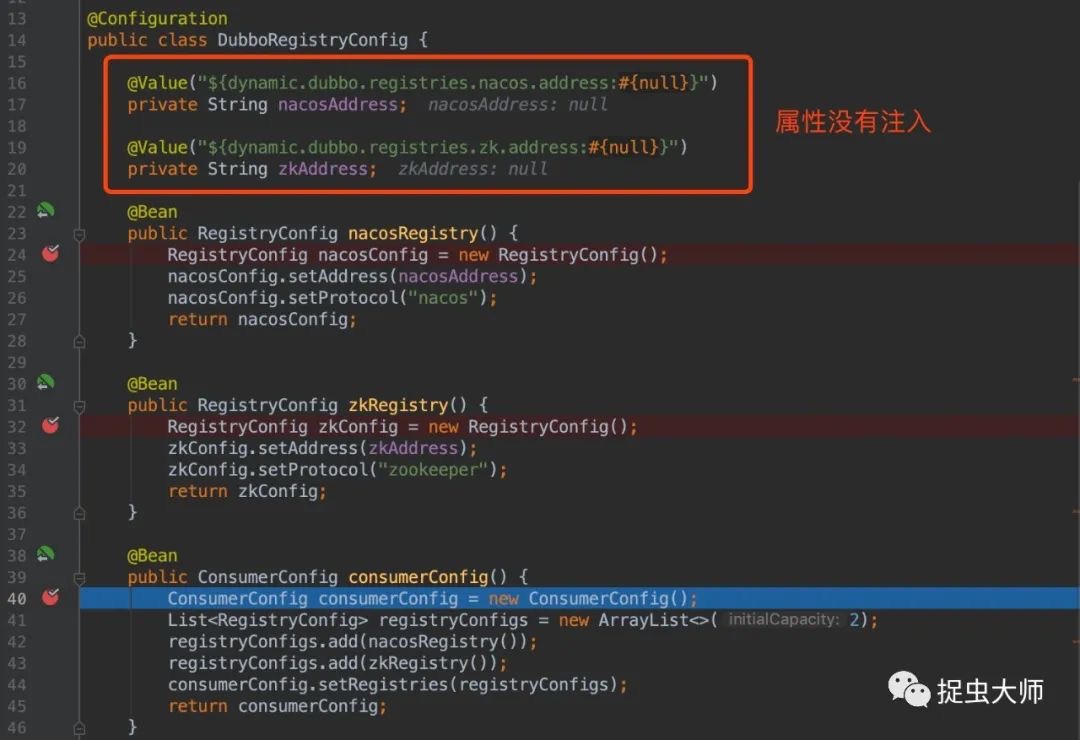 13 @Configuration
14 public class DubboRegistryConfig {
15
16 @Value("${dynamic.dubbo.registries.nacos.address:#{null}}")
17 private String nacosAddress; nacosAddress: null
18
19 @Value("${dynamic.dubbo.registries.zk.address:#{null}}")
20 private String zkAddress; zkAddress: null
属性没有注入
21
22 @Bean
23 public RegistryConfig nacosRegistry() {
24 RegistryConfig nacosConfig = new RegistryConfig();
25 nacosConfig.setAddress(nacosAddress);
26 nacosConfig.setProtocol("nacos");
27 return nacosConfig;
28 }
29
30 @Bean
31 public RegistryConfig zkRegistry() {
32 RegistryConfig zkConfig = new RegistryConfig();
33 zkConfig.setAddress(zkAddress);
34 zkConfig.setProtocol("zookeeper");
35 return zkConfig;
36 }
37
38 @Bean
39 public ConsumerConfig consumerConfig() {
40 ConsumerConfig consumerConfig = new ConsumerConfig();
41 List<RegistryConfig> registryConfigs = new ArrayList<>( initialCapacity: 2);
42 registryConfigs.add(nacosRegistry());
43 registryConfigs.add(zkRegistry());
44 consumerConfig.setRegistries(registryConfigs);
45 return consumerConfig;
46 }
捉虫大师